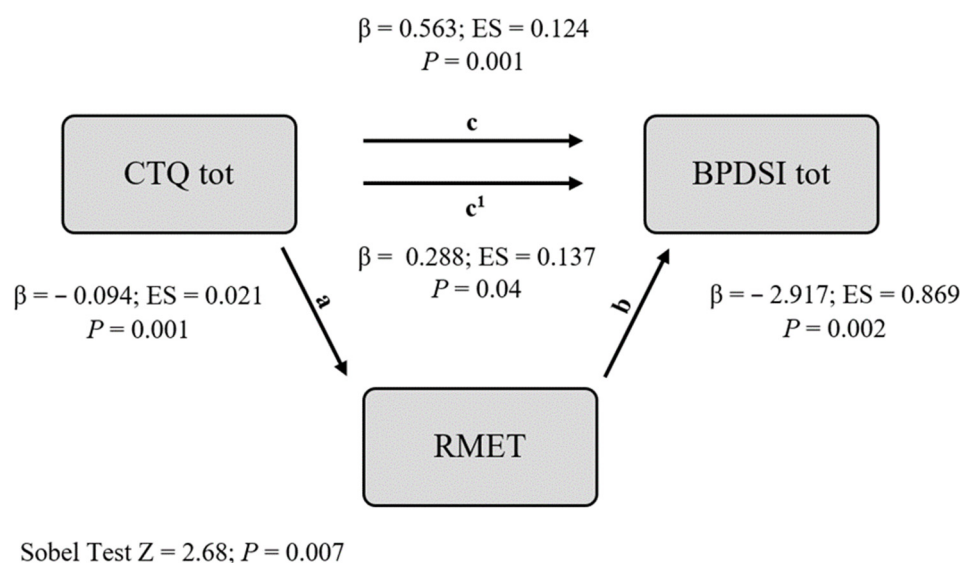 β = 0.563; ES = 0.124
P = 0.001
c
CTQ tot
BPDSI tot
c¹
β =  0.288; ES = 0.137
P = 0.04
β = – 0.094; ES = 0.021
P = 0.001
a
b
β = – 2.917; ES = 0.869
P = 0.002
RMET
Sobel Test Z = 2.68; P = 0.007